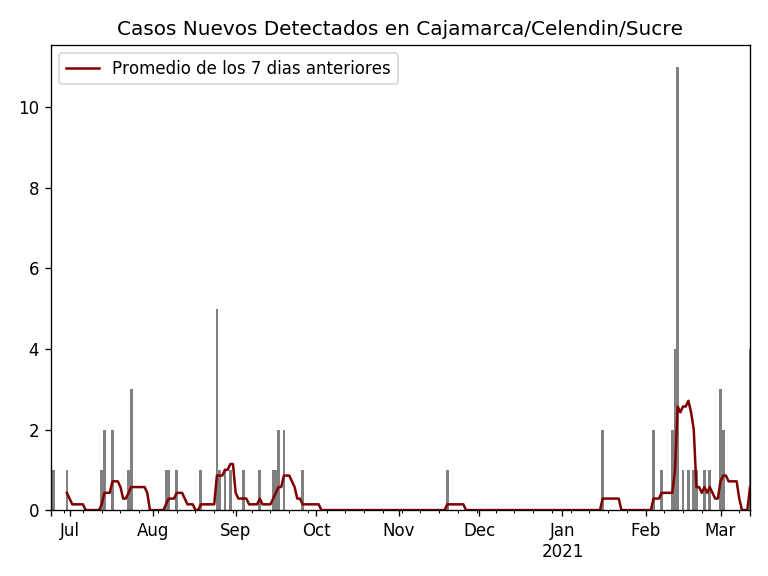 Casos Nuevos Detectados en Cajamarca/Celendin/Sucre
Promedio de los 7 dias anteriores
10
8
6
4
2
0
Jul Aug Sep Oct Nov Dec Jan Feb Mar
2021